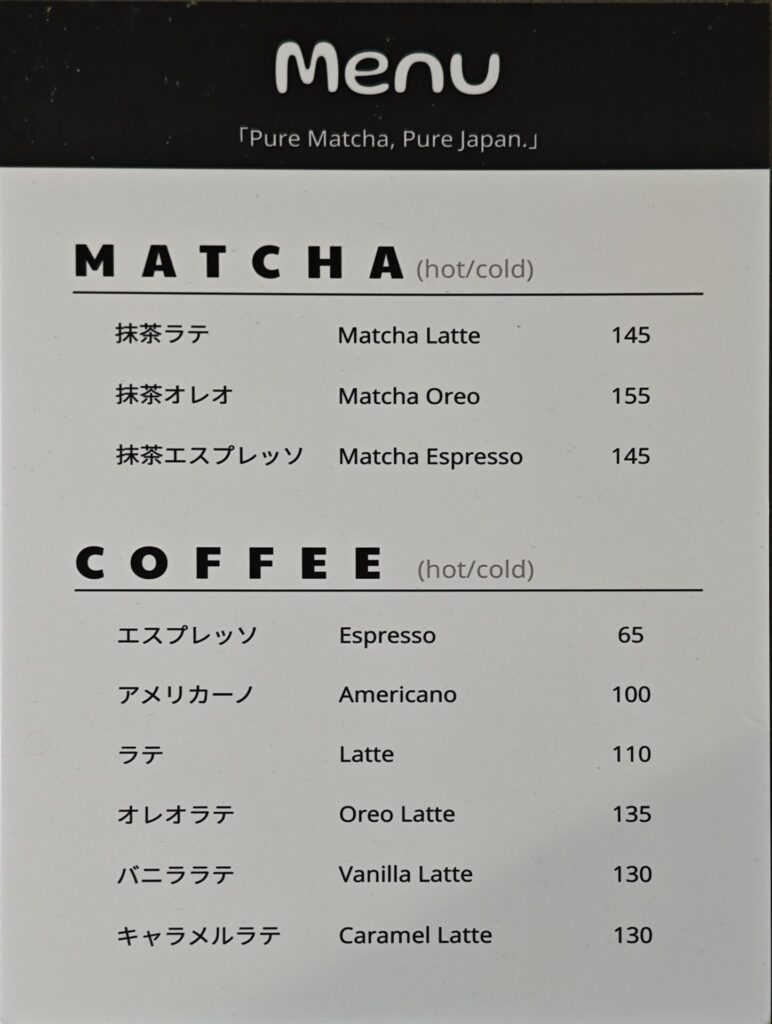 Menu
「Pure Matcha, Pure Japan.」
MATCHA (hot/cold)
抹茶ラテ Matcha Latte 145
抹茶オレオ Matcha Oreo 155
抹茶エスプレッソ Matcha Espresso 145
COFFEE (hot/cold)
エスプレッソ Espresso 65
アメリカーノ Americano 100
ラテ Latte 110
オレオラテ Oreo Latte 135
バニララテ Vanilla Latte 130
キャラメルラテ Caramel Latte 130